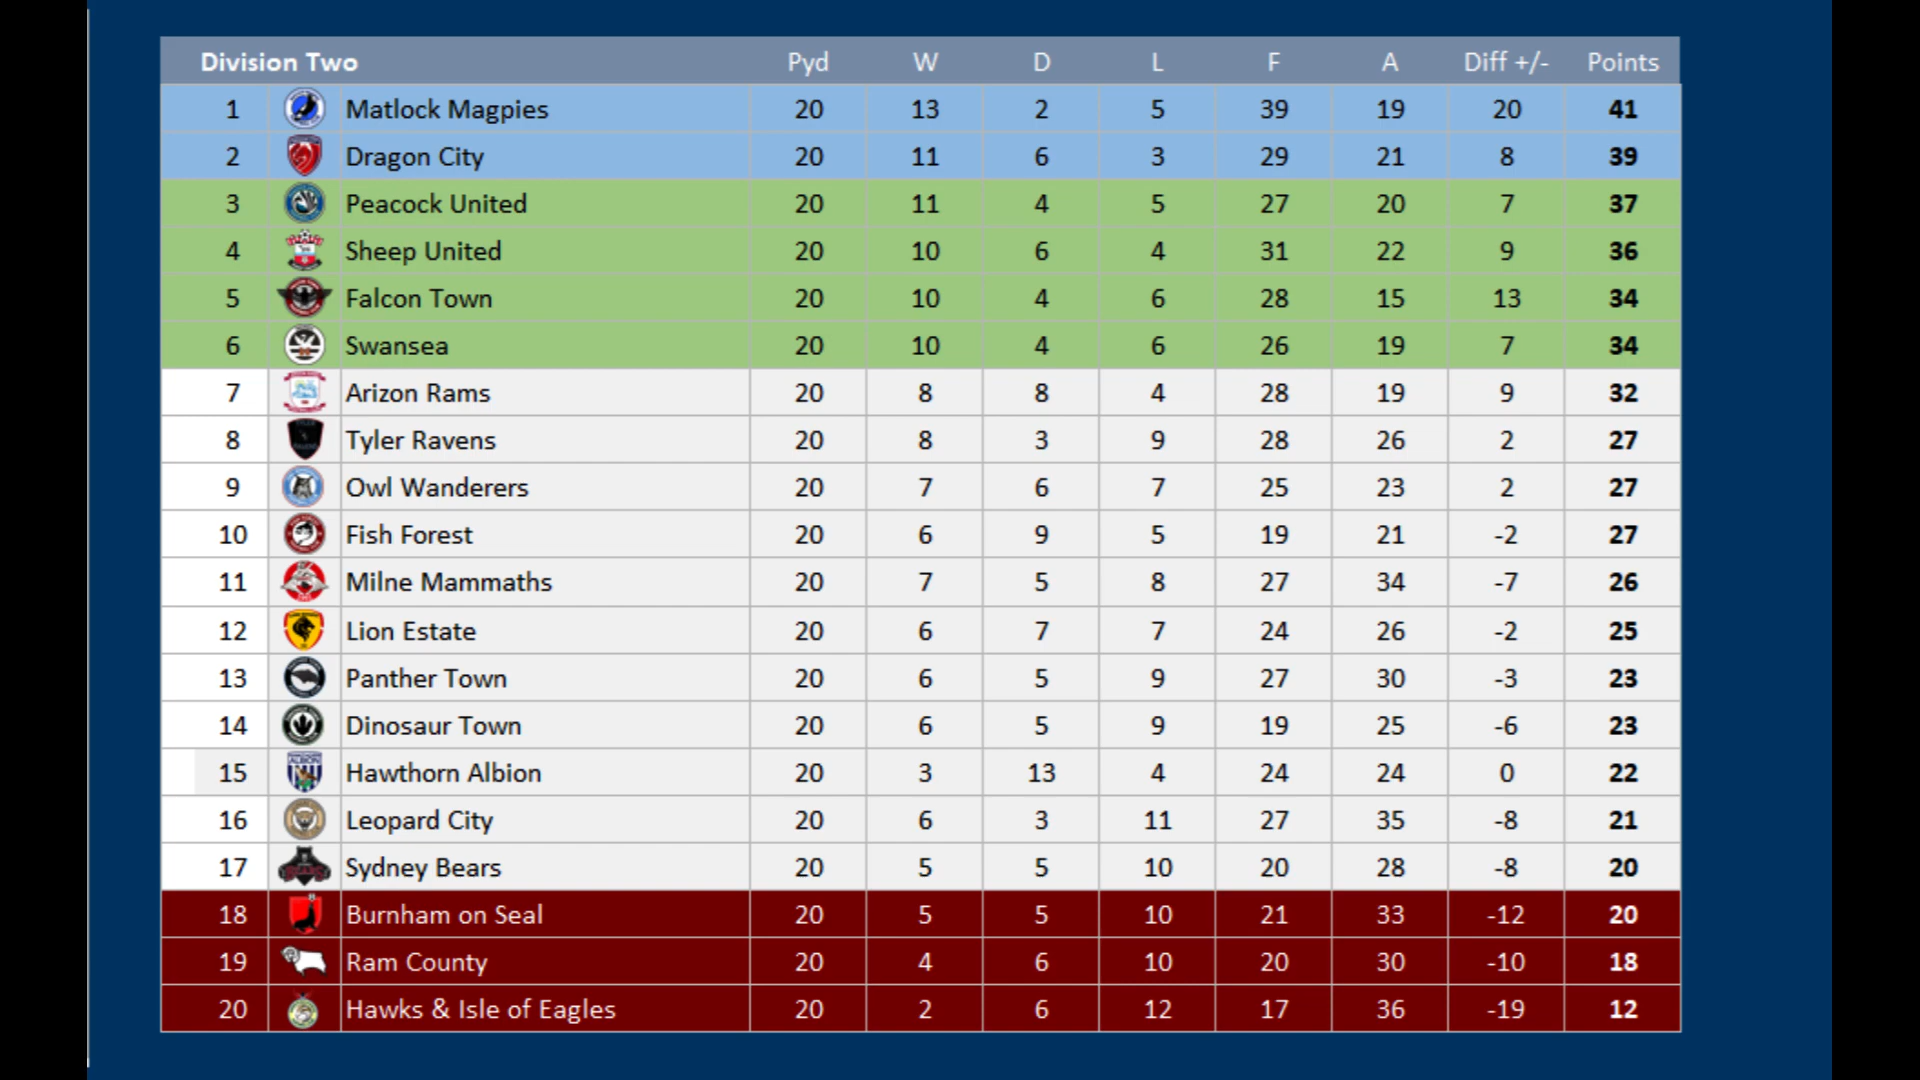 Division Two Pyd W D L F A Diff +/- Points
1 Matlock Magpies 20 13 2 5 39 19 20 41
2 Dragon City 20 11 6 3 29 21 8 39
3 Peacock United 20 11 4 5 27 20 7 37
4 Sheep United 20 10 6 4 31 22 9 36
5 Falcon Town 20 10 4 6 28 15 13 34
6 Swansea 20 10 4 6 26 19 7 34
7 Arizon Rams 20 8 8 4 28 19 9 32
8 Tyler Ravens 20 8 3 9 28 26 2 27
9 Owl Wanderers 20 7 6 7 25 23 2 27
10 Fish Forest 20 6 9 5 19 21 -2 27
11 Milne Mammaths 20 7 5 8 27 34 -7 26
12 Lion Estate 20 6 7 7 24 26 -2 25
13 Panther Town 20 6 5 9 27 30 -3 23
14 Dinosaur Town 20 6 5 9 19 25 -6 23
15 Hawthorn Albion 20 3 13 4 24 24 0 22
16 Leopard City 20 6 3 11 27 35 -8 21
17 Sydney Bears 20 5 5 10 20 28 -8 20
18 Burnham on Seal 20 5 5 10 21 33 -12 20
19 Ram County 20 4 6 10 20 30 -10 18
20 Hawks & Isle of Eagles 20 2 6 12 17 36 -19 12